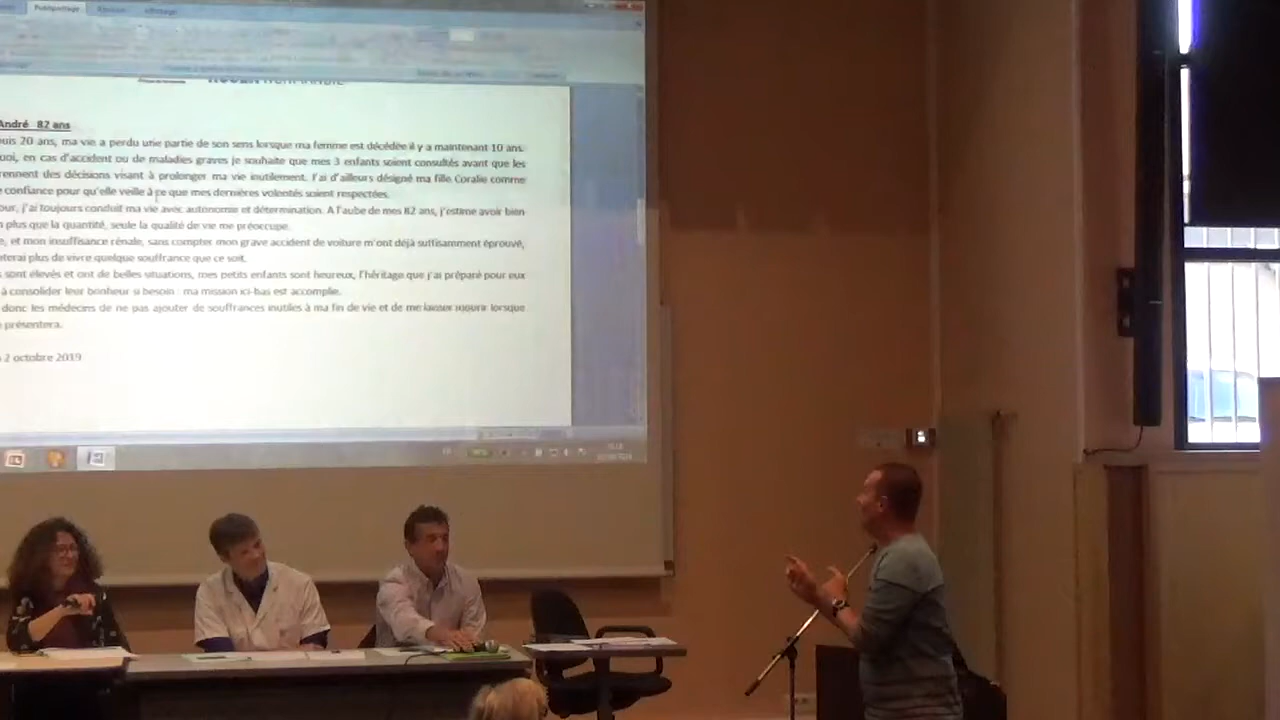 Publipostage Révision Affichage
André 82 ans
uis 20 ans, ma vie a perdu une partie de son sens lorsque ma femme est décédée il y a maintenant 10 ans.
uoi, en cas d'accident ou de maladies graves je souhaite que mes 3 enfants soient consultés avant que les
rennent des décisions visant à prolonger ma vie inutilement. J'ai d'ailleurs désigné ma fille Coralie comme
e confiance pour qu'elle veille à ce que mes dernières volontés soient respectées.
our, j'ai toujours conduit ma vie avec autonomie et détermination. A l'aube de mes 82 ans, j'estime avoir bien
plus que la quantité, seule la qualité de vie me préoccupe.
e, et mon insuffisance rénale, sans compter mon grave accident de voiture m'ont déjà suffisamment éprouvé,
terai plus de vivre quelque souffrance que ce soit.
s sont élevés et ont de belles situations, mes petits enfants sont heureux, l'héritage que j'ai préparé pour eux
à consolider leur bonheur si besoin : ma mission ici-bas est accomplie.
donc les médecins de ne pas ajouter de souffrances inutiles à ma fin de vie et de me laisser mourir lorsque
e présentera.
2 octobre 2019